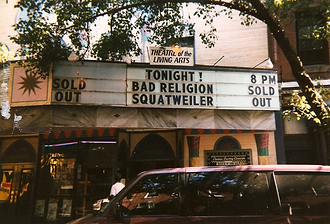 THEATRE of the
LIVING ARTS
SOLD
OUT
TONIGHT!
BAD RELIGION
SQUATWEILER
8 PM
SOLD
OUT